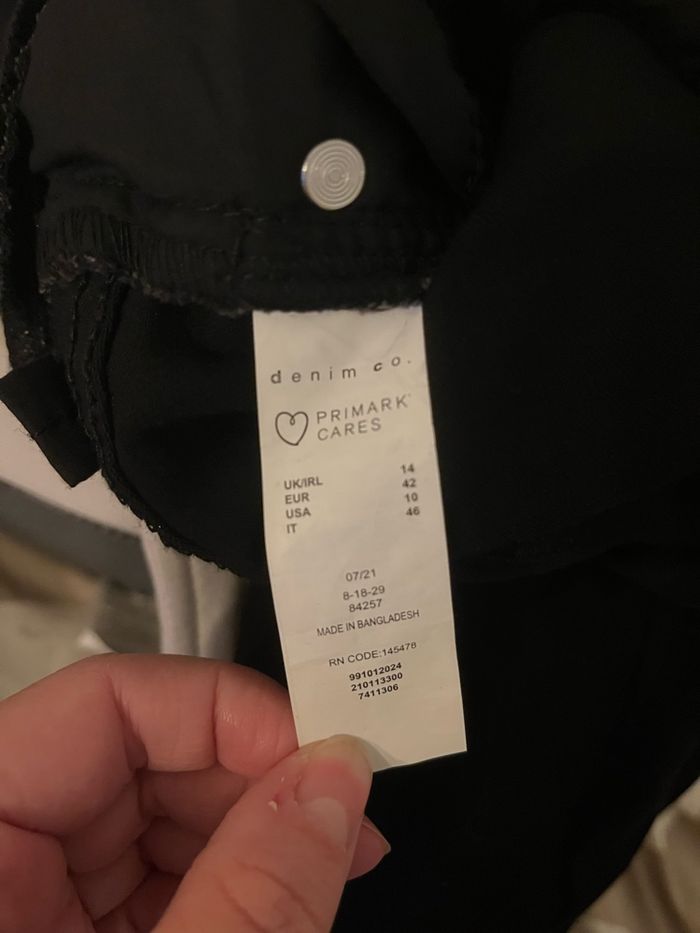 denim co.
PRIMARK
CARES
UK/IRL 14
EUR 42
USA 10
IT 46
07/21
8-18-29
84257
MADE IN BANGLADESH
RN CODE:145478
991012024
210113300
7411306